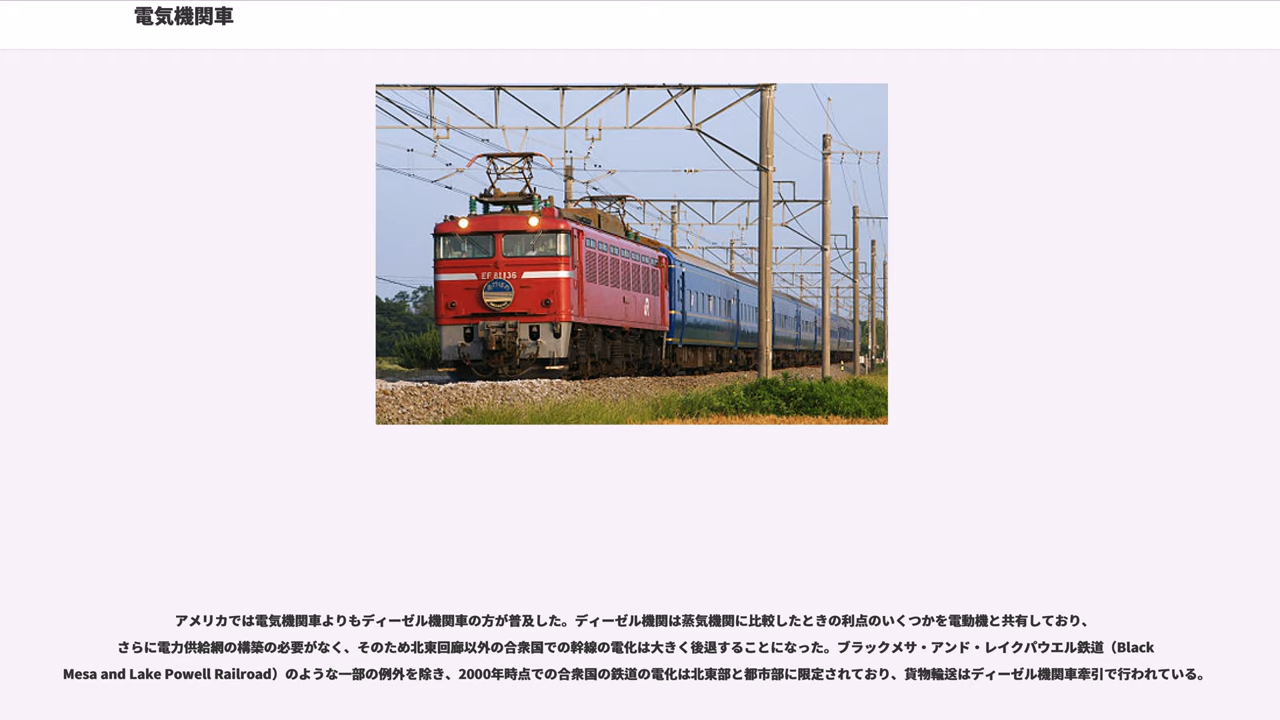 電気機関車
EF 81 136
アメリカでは電気機関車よりもディーゼル機関車の方が普及した。ディーゼル機関は蒸気機関に比較したときの利点のいくつかを電動機と共有しており、
さらに電力供給網の構築の必要がなく、そのため北東回廊以外の合衆国での幹線の電化は大きく後退することになった。ブラックメサ・アンド・レイクパウエル鉄道（Black
Mesa and Lake Powell Railroad）のような一部の例外を除き、2000年時点での合衆国の鉄道の電化は北東部と都市部に限定されており、貨物輸送はディーゼル機関車牽引で行われている。